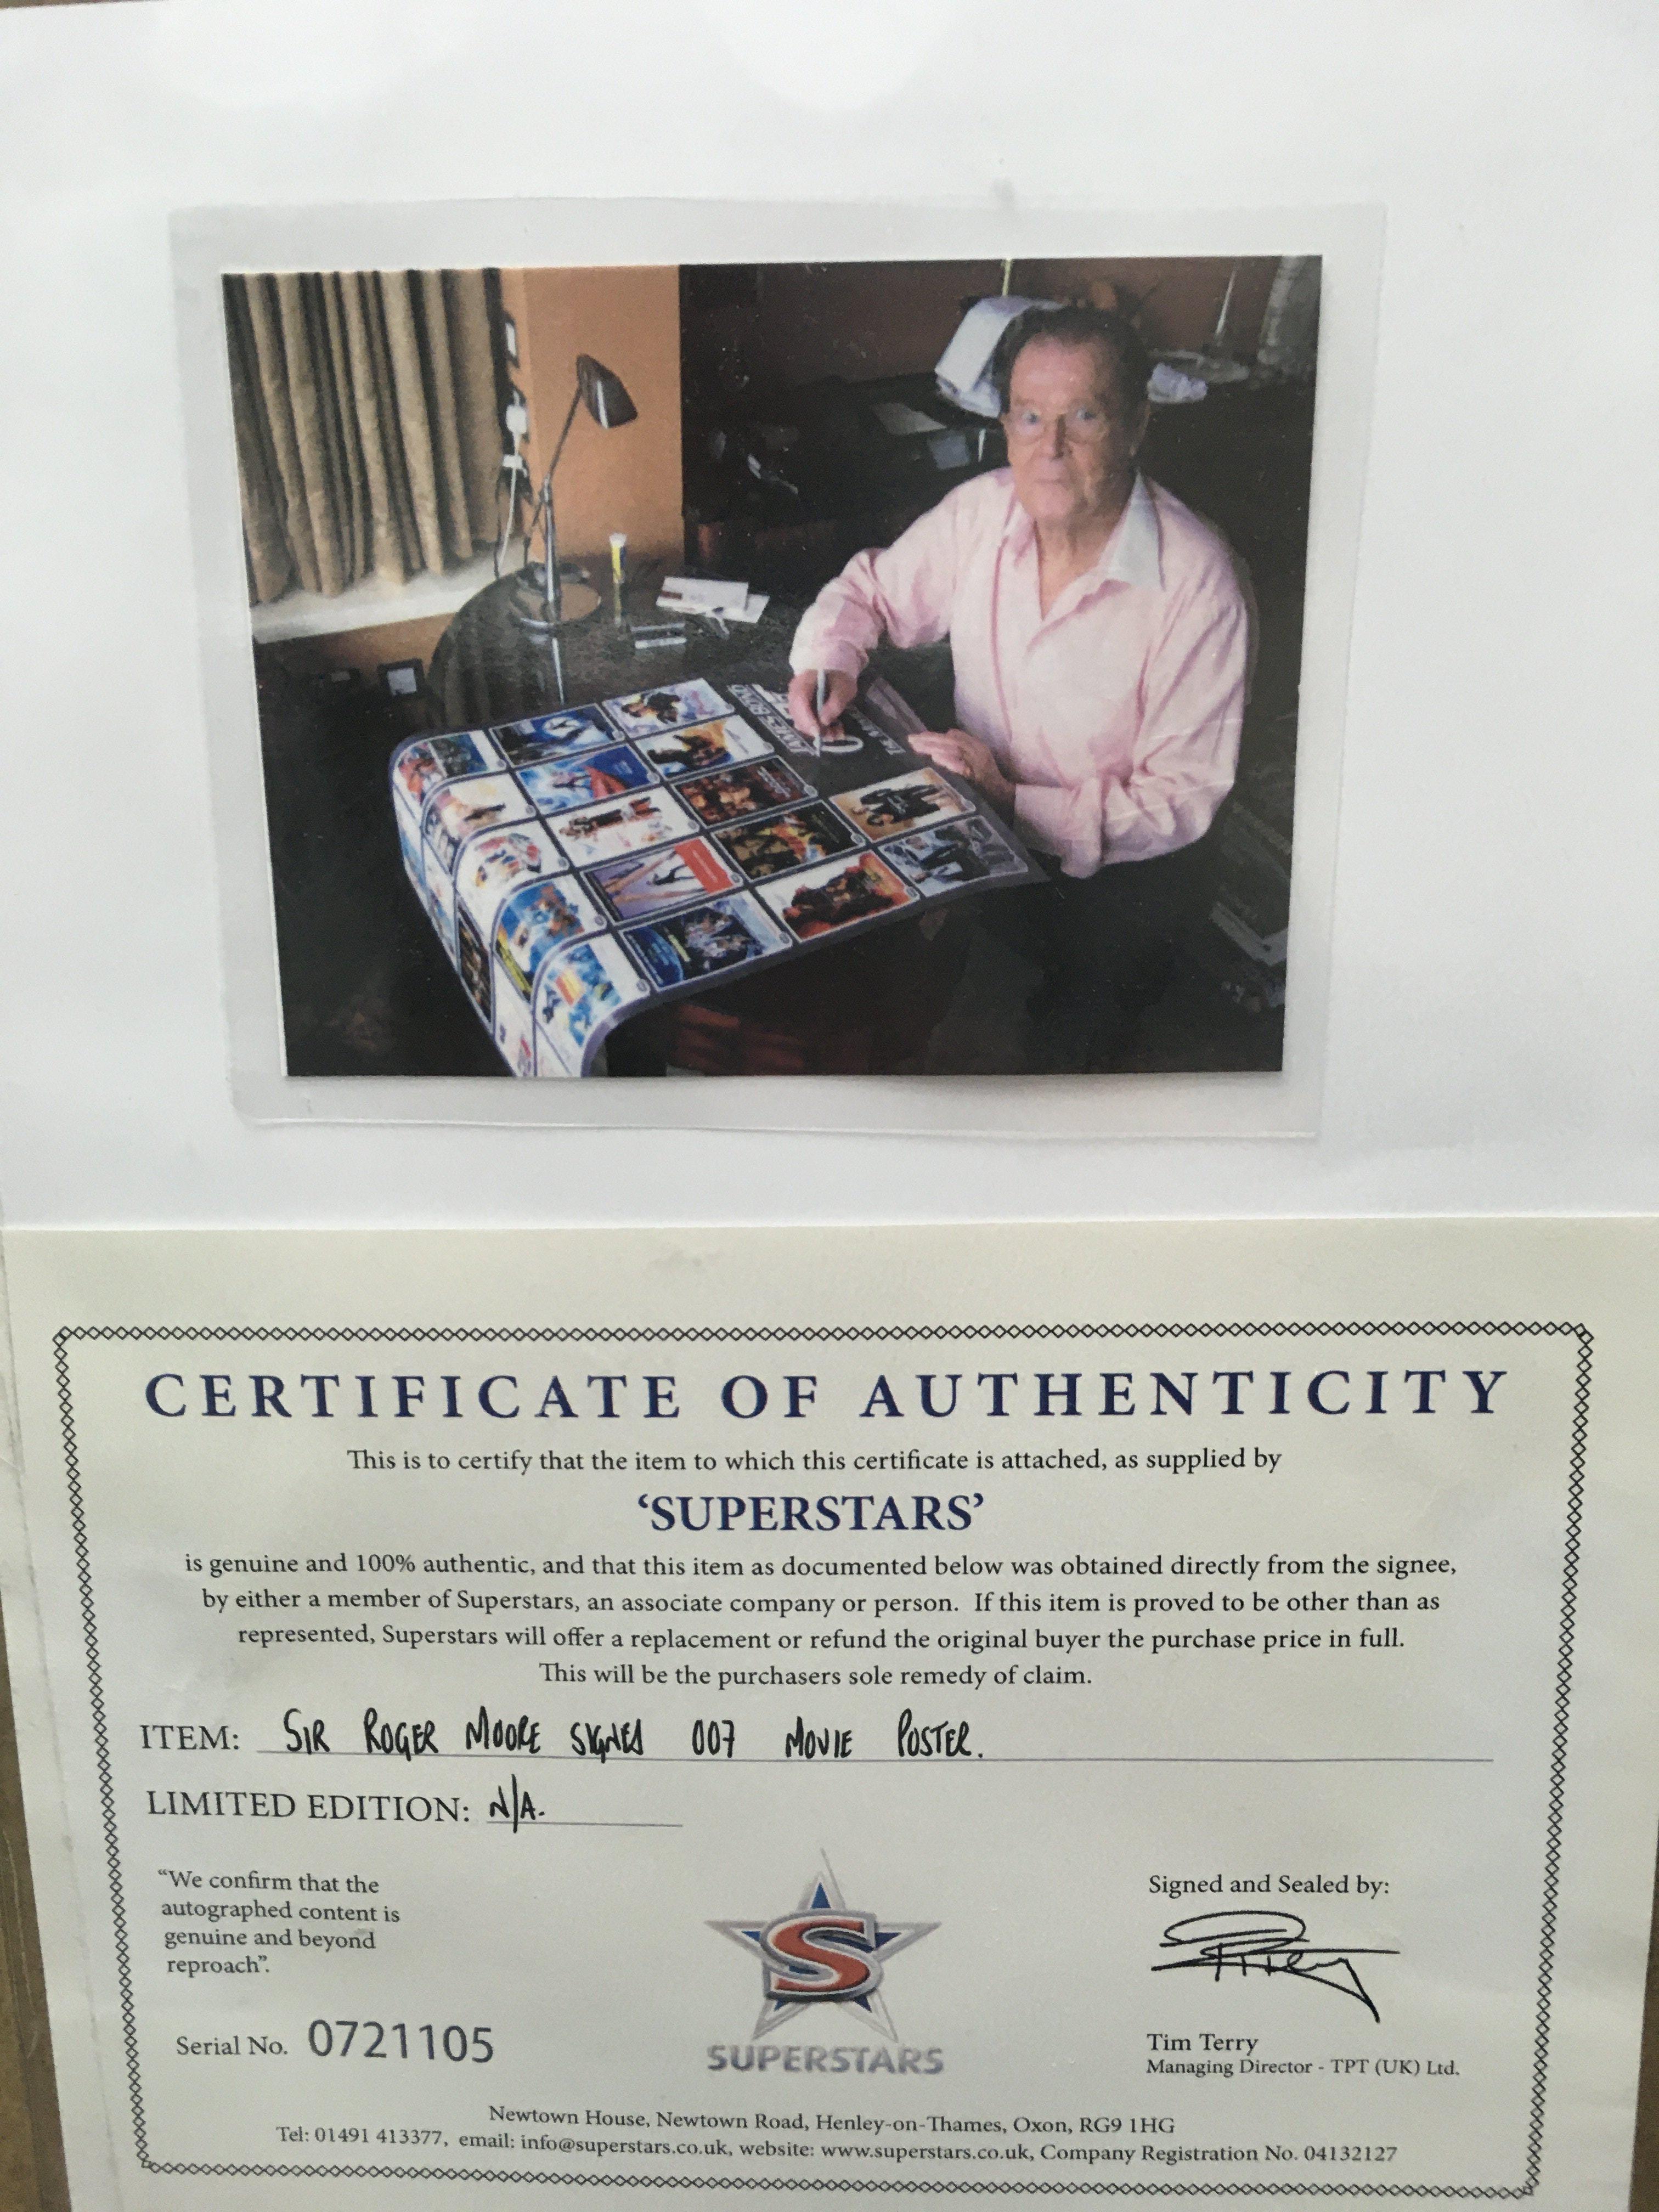 JAMES BOND
CERTIFICATE OF AUTHENTICITY
This is to certify that the item to which this certificate is attached, as supplied by
‘SUPERSTARS’
is genuine and 100% authentic, and that this item as documented below was obtained directly from the signee,
by either a member of Superstars, an associate company or person. If this item is proved to be other than as
represented, Superstars will offer a replacement or refund the original buyer the purchase price in full.
This will be the purchasers sole remedy of claim.
ITEM: SIR ROGER MOORE SIGNED 007 MOVIE POSTER.
LIMITED EDITION: N/A.
“We confirm that the
autographed content is
genuine and beyond
reproach”.
Serial No. 0721105
S
SUPERSTARS
Signed and Sealed by:
Tim Terry
Managing Director - TPT (UK) Ltd.
Newtown House, Newtown Road, Henley-on-Thames, Oxon, RG9 1HG
Tel: 01491 413377, email: info@superstars.co.uk, website: www.superstars.co.uk, Company Registration No. 04132127